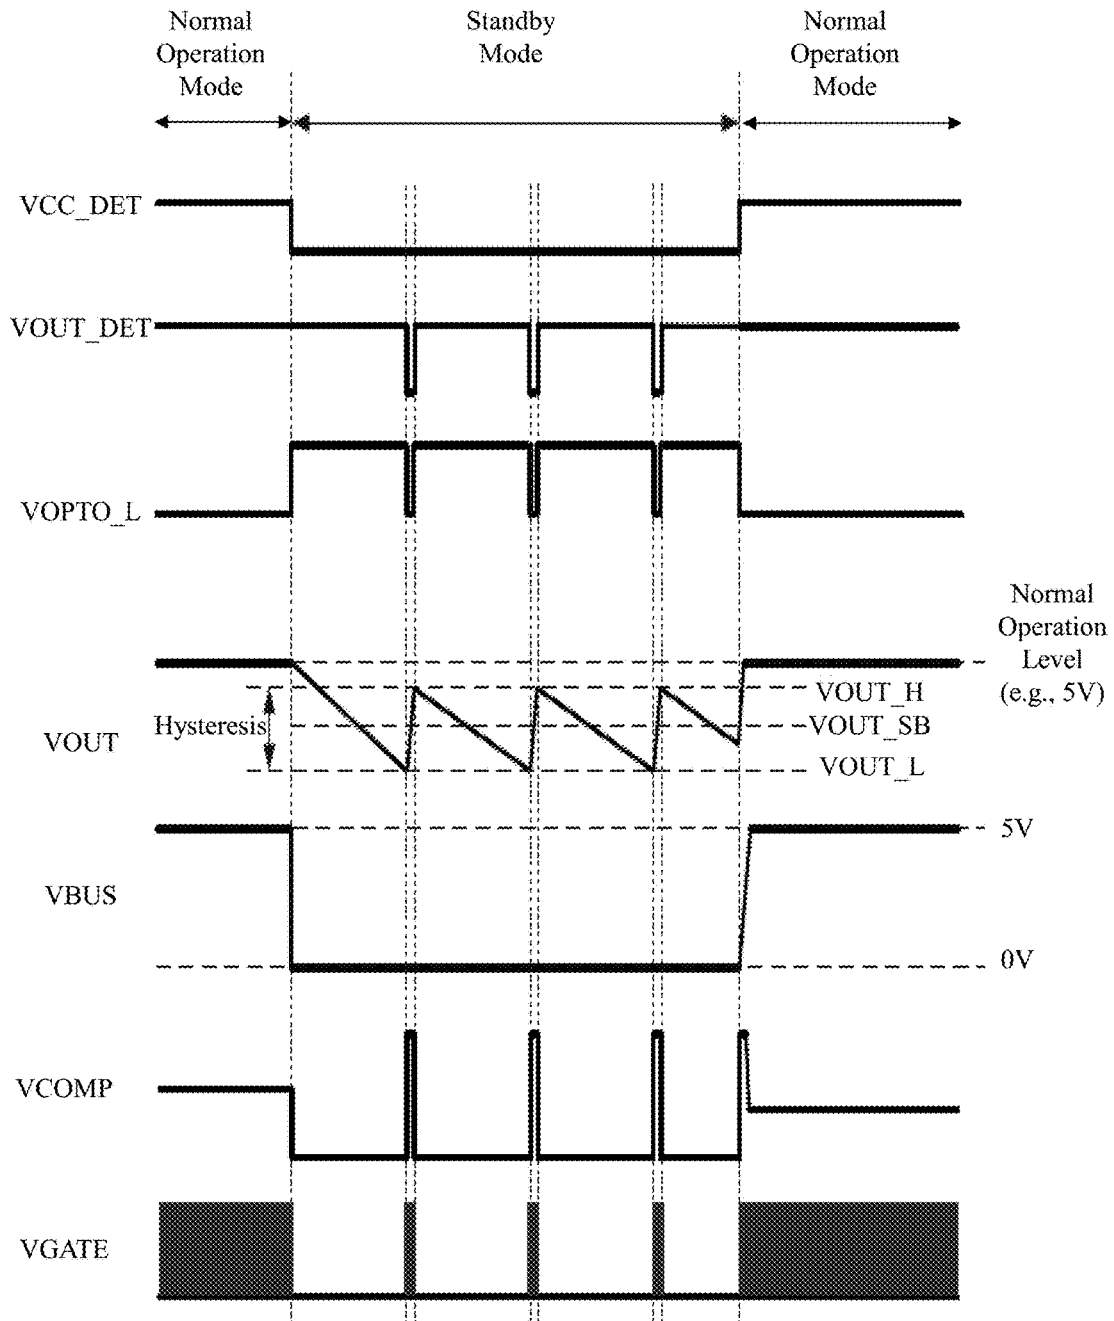 Normal
Operation
Mode
Standby
Mode
Normal
Operation
Mode
VCC_DET
VOUT_DET
VOPTO_L
Normal
Operation
Level
(e.g., 5V)
VOUT_H
Hysteresis
VOUT_SB
VOUT
VOUT_L
5V
VBUS
0V
VCOMP
VGATE